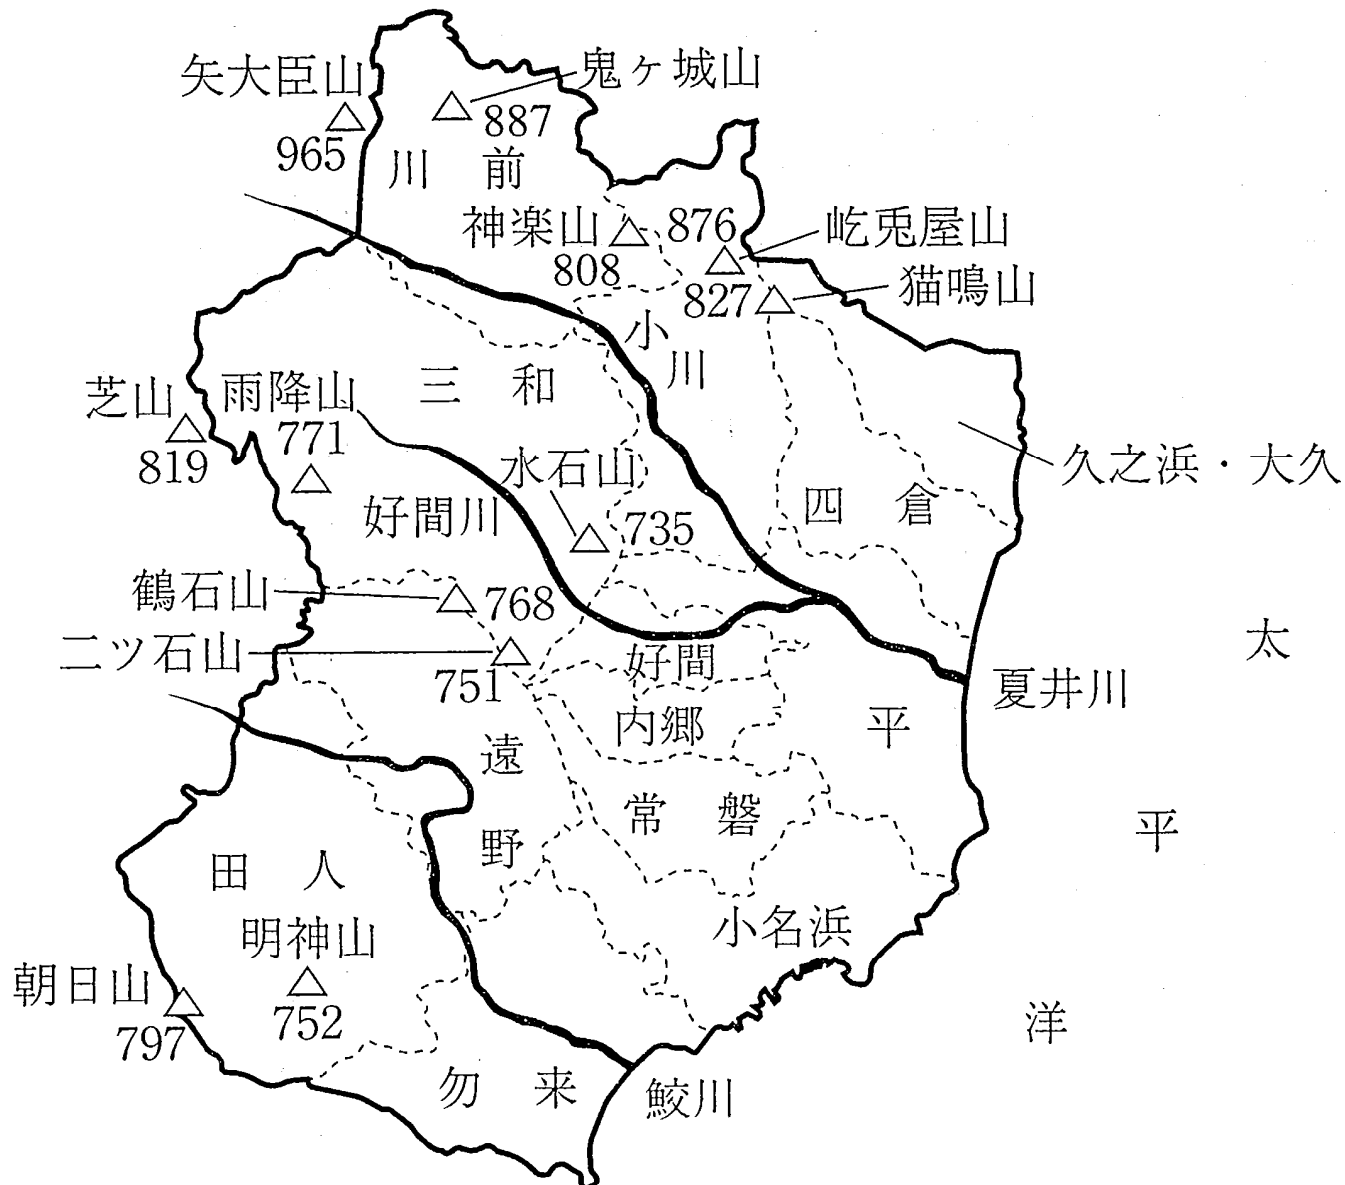 矢大臣山
965
鬼ヶ城山
887
川前
神楽山
808
876
屹兎屋山
827
猫鳴山
小川
三和
芝山
819
雨降山
771
水石山
735
好間川
四倉
久之浜・大久
鶴石山
768
二ツ石山
751
好間
夏井川
内郷
平
遠野
常磐
田人
明神山
752
朝日山
797
小名浜
勿来
鮫川
太平洋